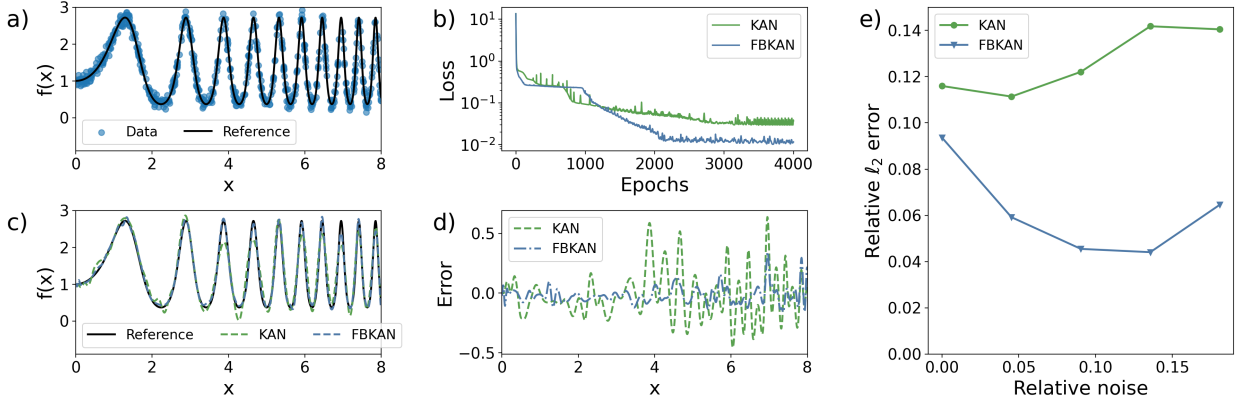 a)
3
2
1
0
f(x)
Data
Reference
0 2 4 6 8
x
b)
10¹
10⁰
10⁻¹
10⁻²
Loss
KAN
FBKAN
0 1000 2000 3000 4000
Epochs
c)
3
2
1
0
f(x)
Reference KAN FBKAN
0 2 4 6 8
x
d)
0.5
0.0
−0.5
Error
KAN
FBKAN
0 2 4 6 8
x
e)
0.14
0.12
0.10
0.08
0.06
0.04
0.02
0.00
Relative ℓ₂ error
KAN
FBKAN
0.00 0.05 0.10 0.15
Relative noise